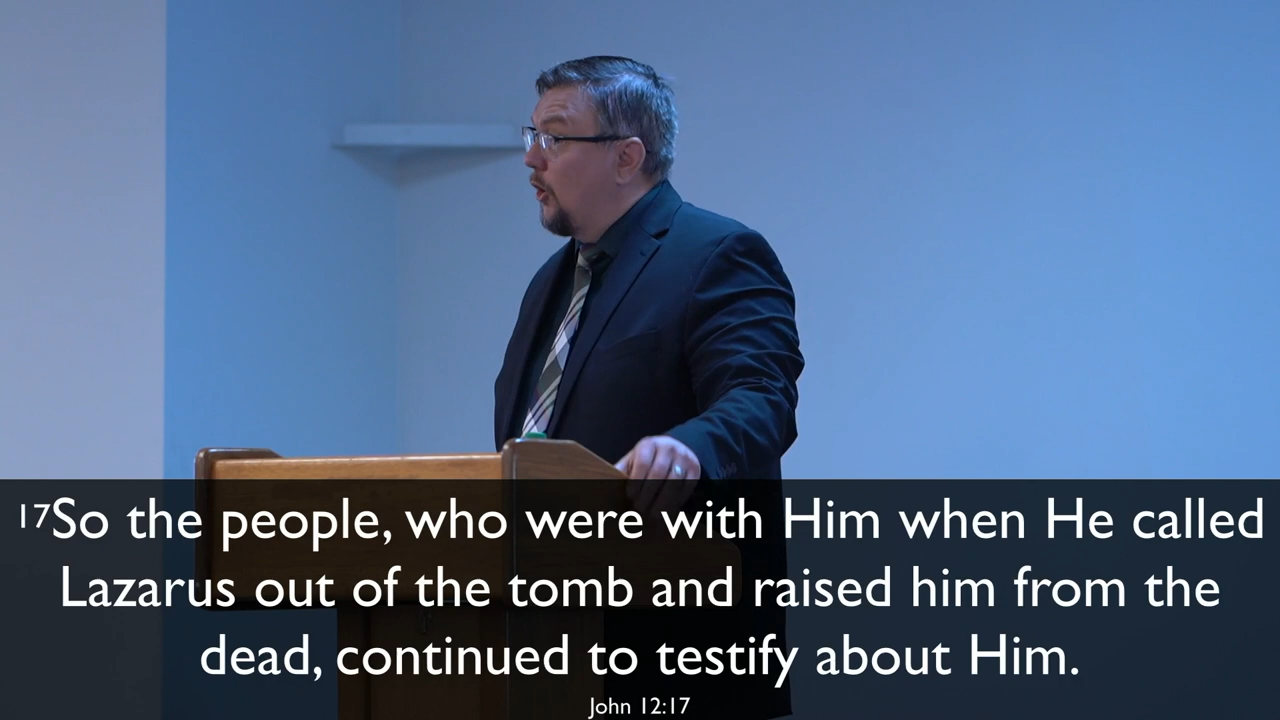 17So the people, who were with Him when He called
Lazarus out of the tomb and raised him from the
dead, continued to testify about Him.
John 12:17